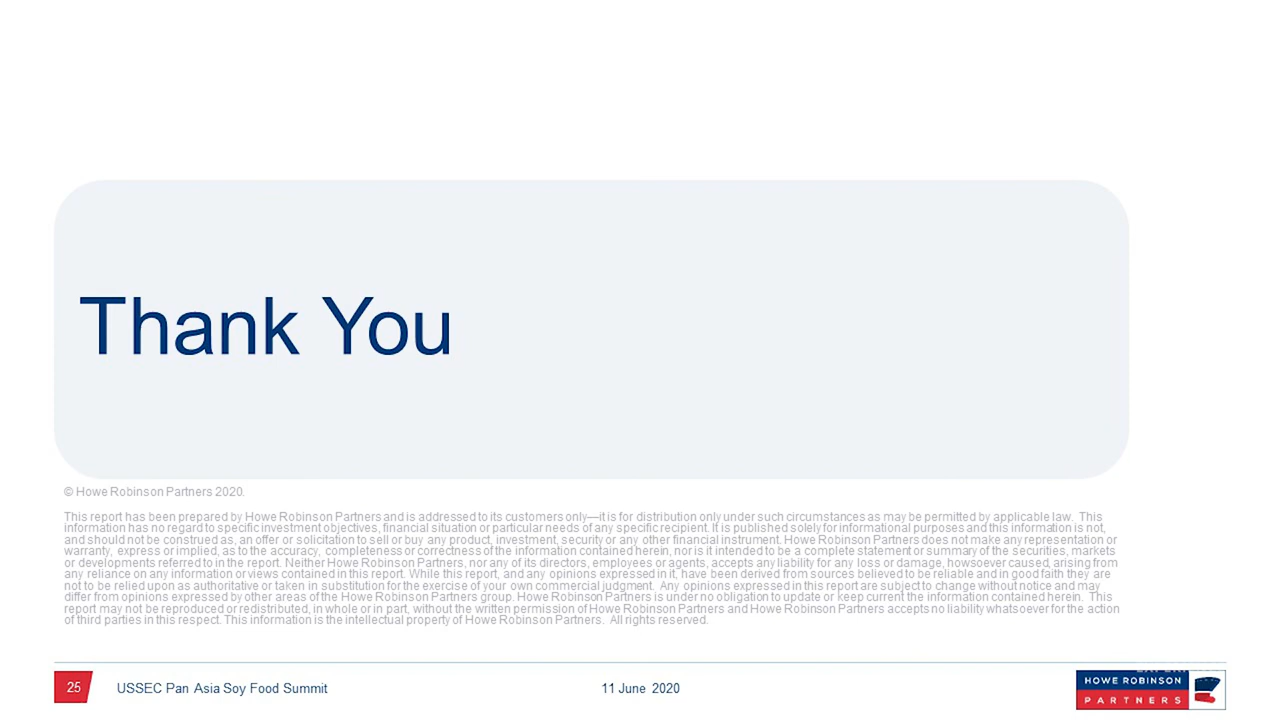 Thank You
© Howe Robinson Partners 2020.
This report has been prepared by Howe Robinson Partners and is addressed to its customers only—it is for distribution only under such circumstances as may be permitted by applicable law. This
information has no regard to specific investment objectives, financial situation or particular needs of any specific recipient. It is published solely for informational purposes and this information is not,
and should not be construed as, an offer or solicitation to sell or buy any product, investment, security or any other financial instrument. Howe Robinson Partners does not make any representation or
warranty, express or implied, as to the accuracy, completeness or correctness of the information contained herein, nor is it intended to be a complete statement or summary of the securities, markets
or developments referred to in the report. Neither Howe Robinson Partners, nor any of its directors, employees or agents, accepts any liability for any loss or damage, howsoever caused, arising from
any reliance on any information or views contained in this report. While this report, and any opinions expressed in it, have been derived from sources believed to be reliable and in good faith they are
not to be relied upon as authoritative or taken in substitution for the exercise of your own commercial judgment. Any opinions expressed in this report are subject to change without notice and may
differ from opinions expressed by other areas of the Howe Robinson Partners group. Howe Robinson Partners is under no obligation to update or keep current the information contained herein. This
report may not be reproduced or redistributed, in whole or in part, without the written permission of Howe Robinson Partners and Howe Robinson Partners accepts no liability whatsoever for the action
of third parties in this respect. This information is the intellectual property of Howe Robinson Partners. All rights reserved.
25
USSEC Pan Asia Soy Food Summit
11 June 2020
HOWE ROBINSON
PARTNERS